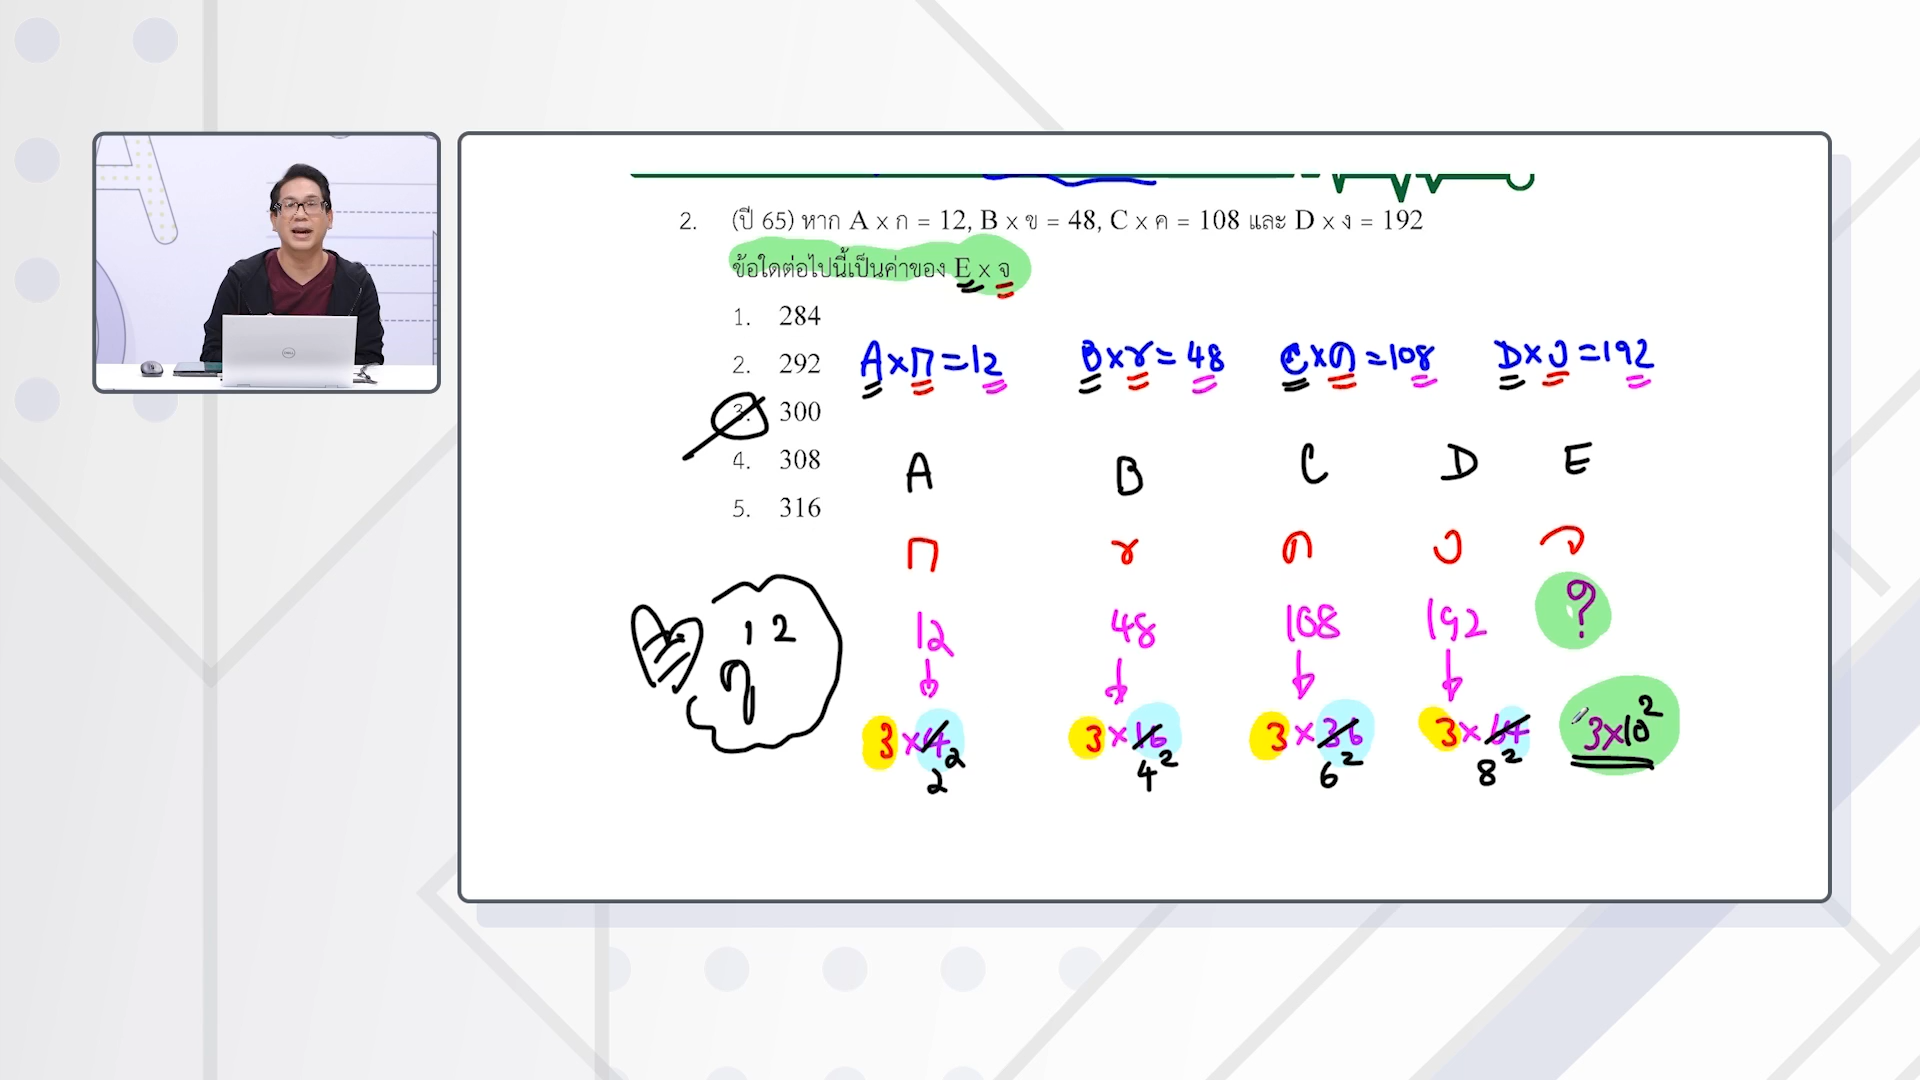 2. (ปี 65) หาก A × ก = 12, B × ข = 48, C × ค = 108 และ D × ง = 192
ข้อใดต่อไปนี้เป็นค่าของ E × จ
1. 284
2. 292
3. 300
4. 308
5. 316
A×ก=12 B×ข=48 C×ค=108 D×ง=192
A B C D E
ก ข ค ง จ
12 48 108 192 ?
3×4 3×16 3×36 3×64 3×10²
2² 4² 6² 8²
12